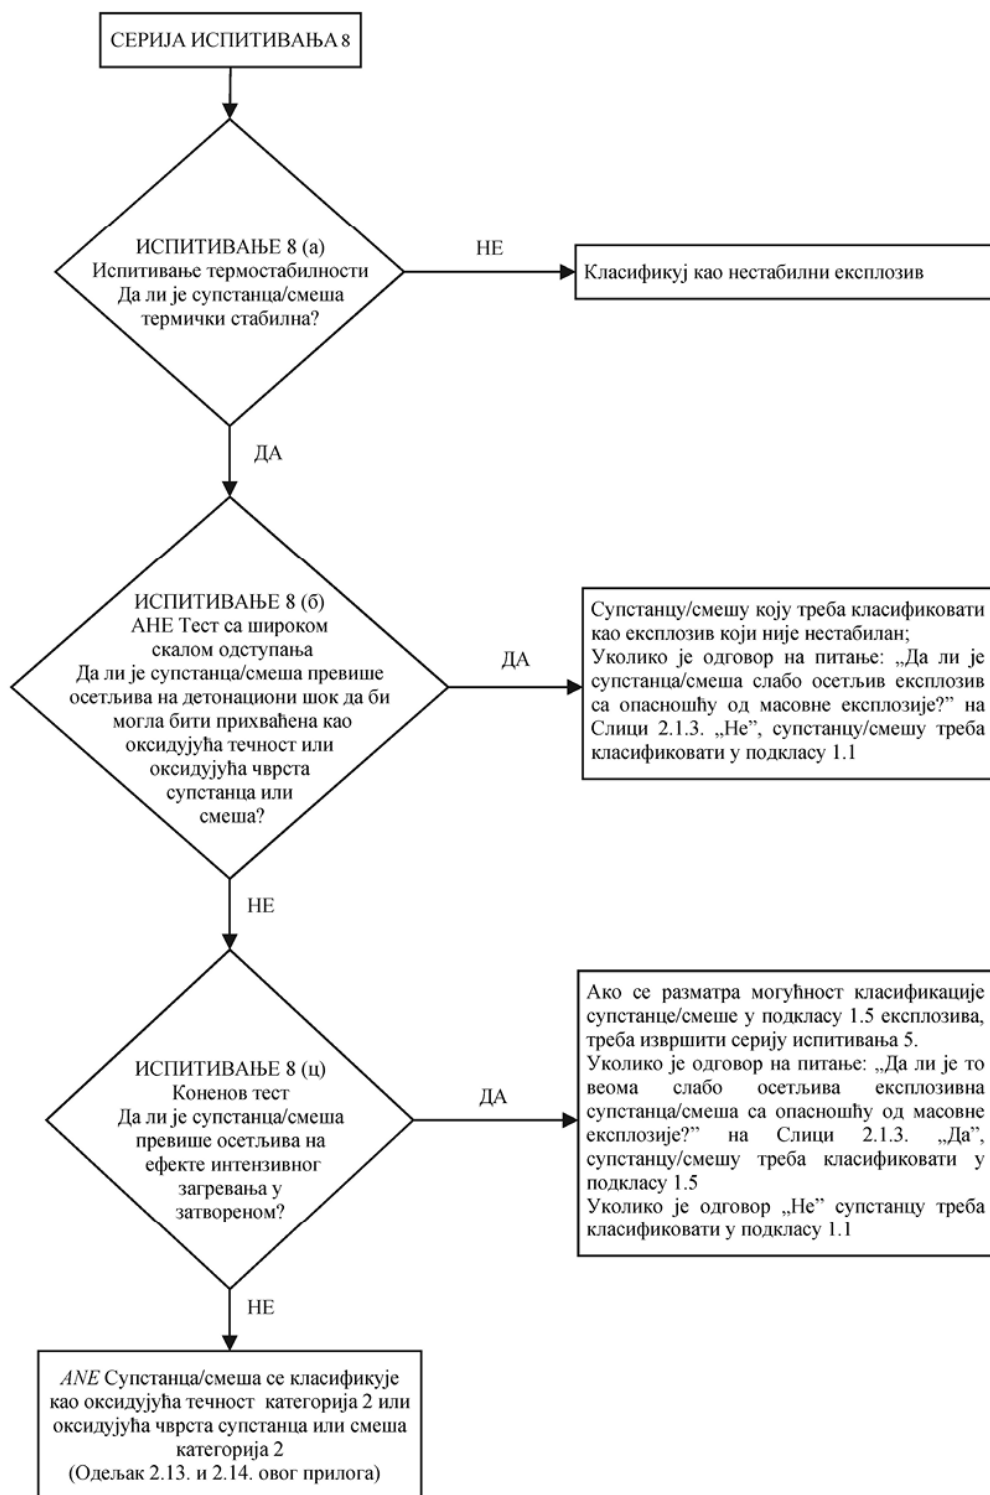 СЕРИЈА ИСПИТИВАЊА 8
ИСПИТИВАЊЕ 8 (а)
Испитивање термостабилности
Да ли је супстанца/смеша
термички стабилна?
НЕ
Класификуј као нестабилни експлозив
ДА
ИСПИТИВАЊЕ 8 (б)
АНЕ Тест са широком
скалом одступања
Да ли је супстанца/смеша превише
осетљива на детонациони шок да би
могла бити прихваћена као
оксидујућа течност или
оксидујућа чврста
супстанца или
смеша?
ДА
Супстанцу/смешу коју треба класификовати
као експлозив који није нестабилан;
Уколико је одговор на питање: „Да ли је
супстанца/смеша слабо осетљив експлозив
са опасношћу од масовне експлозије?” на
Слици 2.1.3. „Не”, супстанцу/смешу треба
класификовати у подкласу 1.1
НЕ
ИСПИТИВАЊЕ 8 (ц)
Коненов тест
Да ли је супстанца/смеша
превише осетљива на
ефекте интензивног
загревања у
затвореном?
ДА
Ако се разматра могућност класификације
супстанце/смеше у подкласу 1.5 експлозива,
треба извршити серију испитивања 5.
Уколико је одговор на питање: „Да ли је то
веома слабо осетљива експлозивна
супстанца/смеша са опасношћу од масовне
експлозије?” на Слици 2.1.3. „Да”,
супстанцу/смешу треба класификовати у
подкласу 1.5
Уколико је одговор „Не” супстанцу треба
класификовати у подкласу 1.1
НЕ
ANE Супстанца/смеша се класификује
као оксидујућа течност категорија 2 или
оксидујућа чврста супстанца или смеша
категорија 2
(Одељак 2.13. и 2.14. овог прилога)